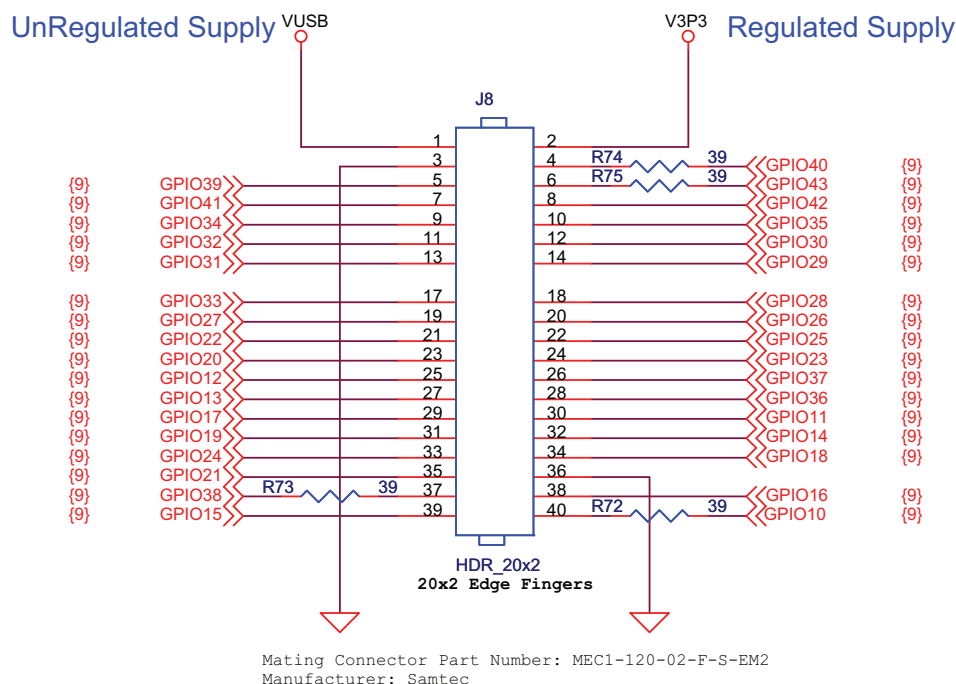 UnRegulated Supply VUSB V3P3 Regulated Supply
J8
1 2
3 4 R74 39 GPIO40 {9}
{9} GPIO39 5 6 R75 39 GPIO43 {9}
{9} GPIO41 7 8 GPIO42 {9}
{9} GPIO34 9 10 GPIO35 {9}
{9} GPIO32 11 12 GPIO30 {9}
{9} GPIO31 13 14 GPIO29 {9}
{9} GPIO33 17 18 GPIO28 {9}
{9} GPIO27 19 20 GPIO26 {9}
{9} GPIO22 21 22 GPIO25 {9}
{9} GPIO20 23 24 GPIO23 {9}
{9} GPIO12 25 26 GPIO37 {9}
{9} GPIO13 27 28 GPIO36 {9}
{9} GPIO17 29 30 GPIO11 {9}
{9} GPIO19 31 32 GPIO14 {9}
{9} GPIO24 33 34 GPIO18 {9}
{9} GPIO21 35 36
{9} GPIO38 R73 39 37 38 GPIO16 {9}
{9} GPIO15 39 40 R72 39 GPIO10 {9}
HDR_20x2
20x2 Edge Fingers
Mating Connector Part Number: MEC1-120-02-F-S-EM2
Manufacturer: Samtec